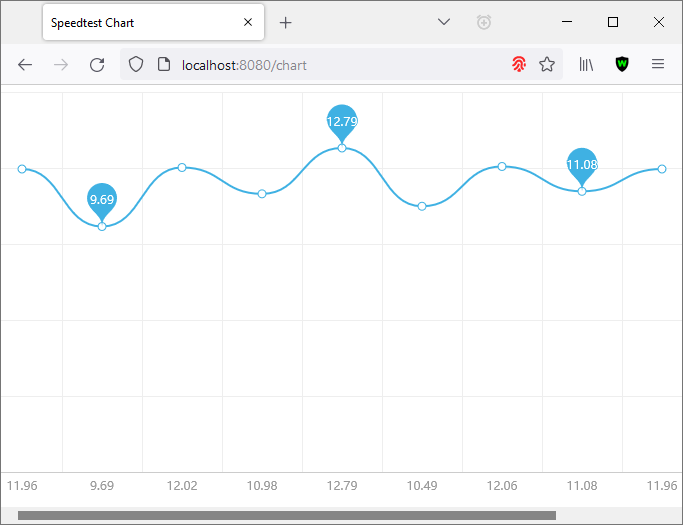 Speedtest Chart
localhost:8080/chart
W
12.79
11.08
9.69
11.96 9.69 12.02 10.98 12.79 10.49 12.06 11.08 11.96